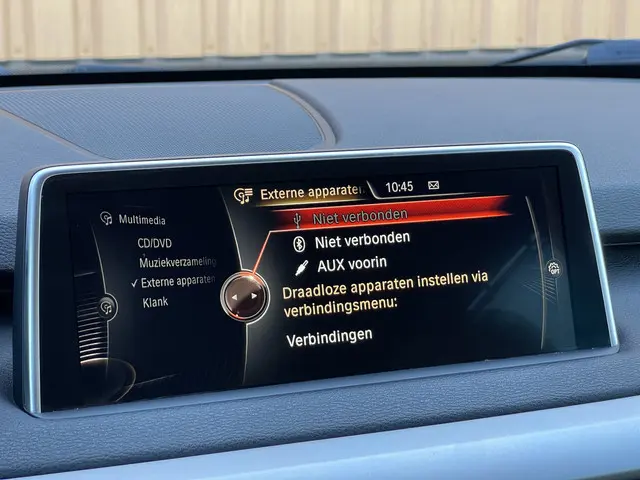 Externe apparaten
10:45
Multimedia
CD/DVD
Muziekverzameling
Externe apparaten
Klank
Niet verbonden
Niet verbonden
AUX voorin
Draadloze apparaten instellen via
verbindingsmenu:
Verbindingen
OPT